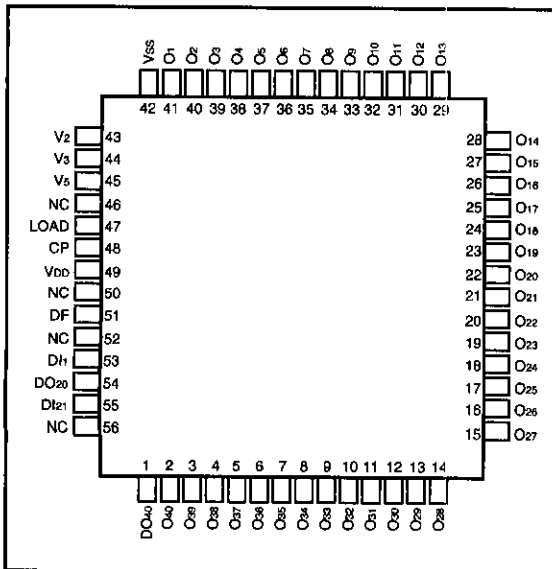 Vss O1 O2 O3 O4 O5 O6 O7 O8 O9 O10 O11 O12 O13
42 41 40 39 38 37 36 35 34 33 32 31 30 29
V2 43 28 O14
V3 44 27 O15
V5 45 26 O16
NC 46 25 O17
LOAD 47 24 O18
CP 48 23 O19
VDD 49 22 O20
NC 50 21 O21
DF 51 20 O22
NC 52 19 O23
DI1 53 18 O24
DO20 54 17 O25
DI21 55 16 O26
NC 56 15 O27
1 2 3 4 5 6 7 8 9 10 11 12 13 14
DO40 O40 O39 O38 O37 O36 O35 O34 O33 O32 O31 O30 O29 O28